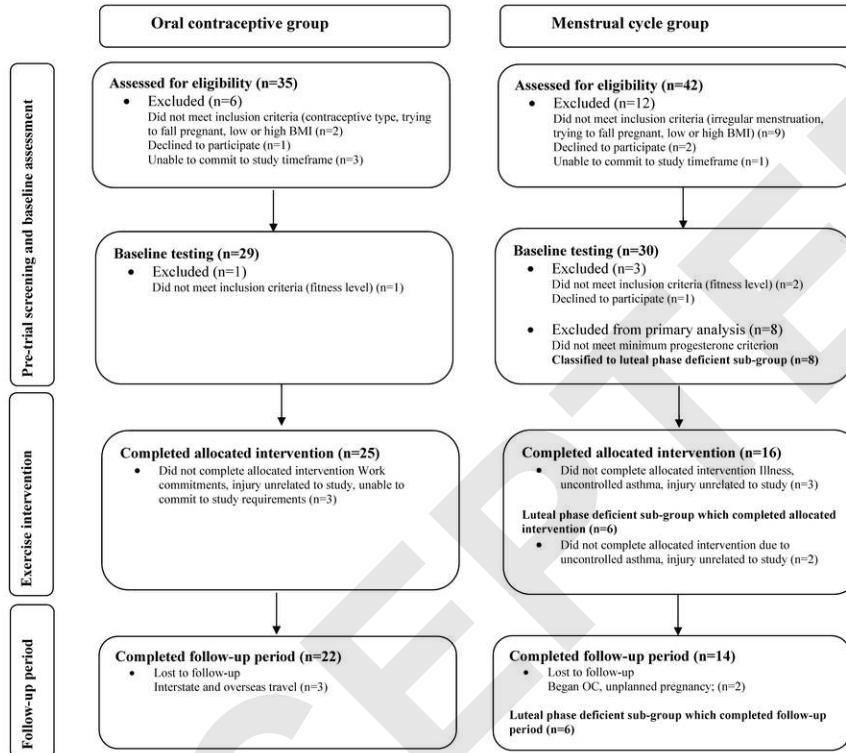 Oral contraceptive group
Menstrual cycle group
Pre-trial screening and baseline assessment
Assessed for eligibility (n=35)
• Excluded (n=6)
Did not meet inclusion criteria (contraceptive type, trying
to fall pregnant, low or high BMI (n=2)
Declined to participate (n=1)
Unable to commit to study timeframe (n=3)
Assessed for eligibility (n=42)
• Excluded (n=12)
Did not meet inclusion criteria (irregular menstruation,
trying to fall pregnant, low or high BMI) (n=9)
Declined to participate (n=2)
Unable to commit to study timeframe (n=1)
Baseline testing (n=29)
• Excluded (n=1)
Did not meet inclusion criteria (fitness level) (n=1)
Baseline testing (n=30)
• Excluded (n=3)
Did not meet inclusion criteria (fitness level) (n=2)
Declined to participate (n=1)
• Excluded from primary analysis (n=8)
Did not meet minimum progesterone criterion
Classified to luteal phase deficient sub-group (n=8)
Exercise intervention
Completed allocated intervention (n=25)
• Did not complete allocated intervention Work
commitments, injury unrelated to study, unable to
commit to study requirements (n=3)
Completed allocated intervention (n=16)
• Did not complete allocated intervention Illness,
uncontrolled asthma, injury unrelated to study (n=3)
Luteal phase deficient sub-group which completed allocated
intervention (n=6)
• Did not complete allocated intervention due to
uncontrolled asthma, injury unrelated to study (n=2)
Follow-up period
Completed follow-up period (n=22)
• Lost to follow-up
Interstate and overseas travel (n=3)
Completed follow-up period (n=14)
• Lost to follow-up
Began OC, unplanned pregnancy; (n=2)
Luteal phase deficient sub-group which completed follow-up
period (n=6)
CEPTE